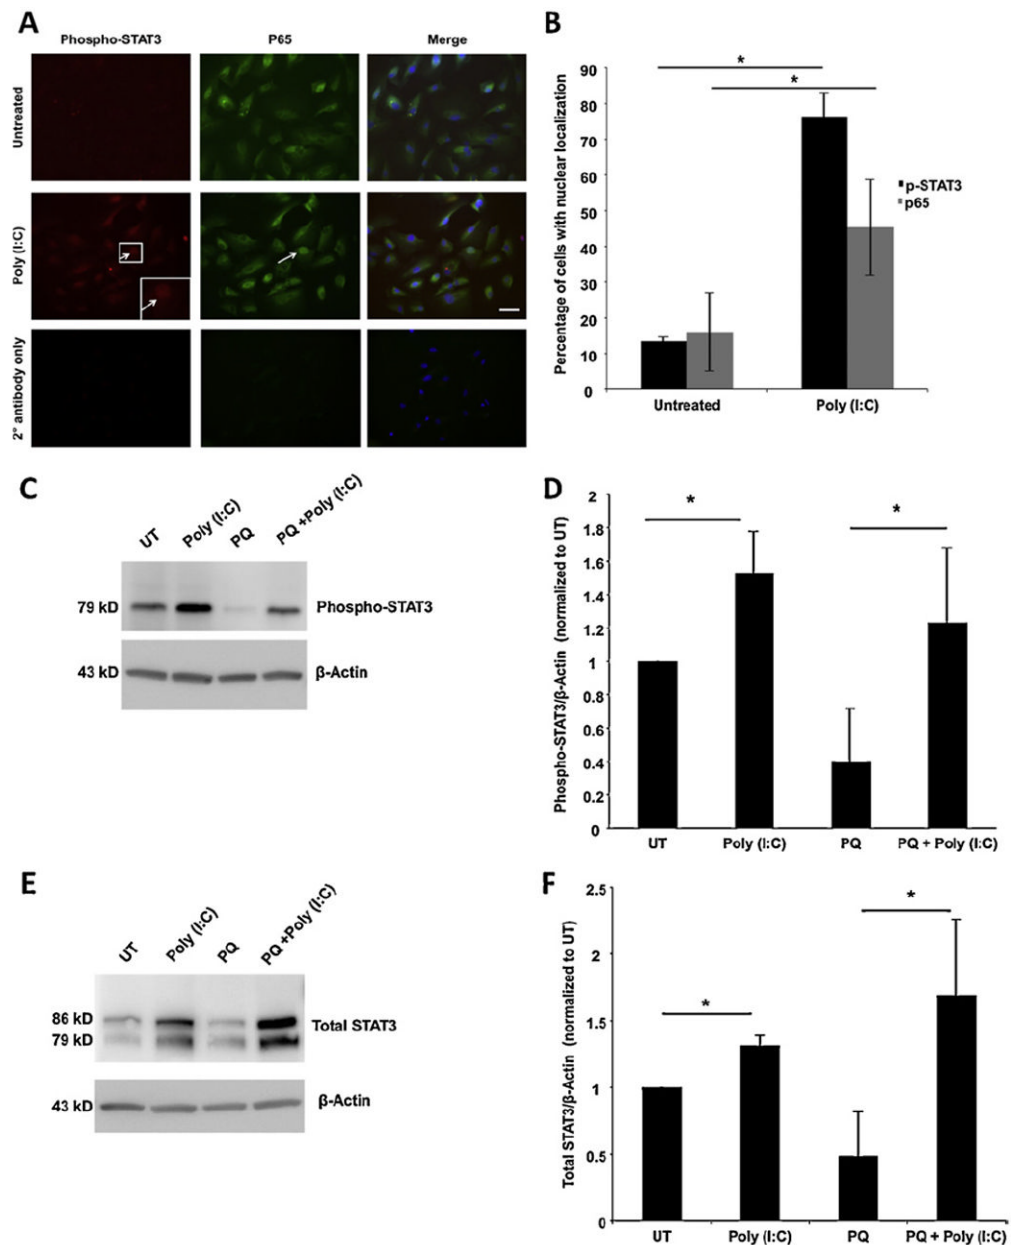 A
Phospho-STAT3 P65 Merge
Untreated
Poly (I:C)
2° antibody only
B
* *
Percentage of cells with nuclear localization
90
80
70
60
50
40
30
20
10
0
Untreated Poly (I:C)
p-STAT3
p65
C
UT Poly (I:C) PQ PQ +Poly (I:C)
79 kD Phospho-STAT3
43 kD β-Actin
D
* *
Phospho-STAT3/β-Actin (normalized to UT)
2
1.8
1.6
1.4
1.2
1
0.8
0.6
0.4
0.2
0
UT Poly (I:C) PQ PQ + Poly (I:C)
E
UT Poly (I:C) PQ PQ +Poly (I:C)
86 kD
79 kD
Total STAT3
43 kD β-Actin
F
* *
Total STAT3/β-Actin (normalized to UT)
2.5
2
1.5
1
0.5
0
UT Poly (I:C) PQ PQ + Poly (I:C)